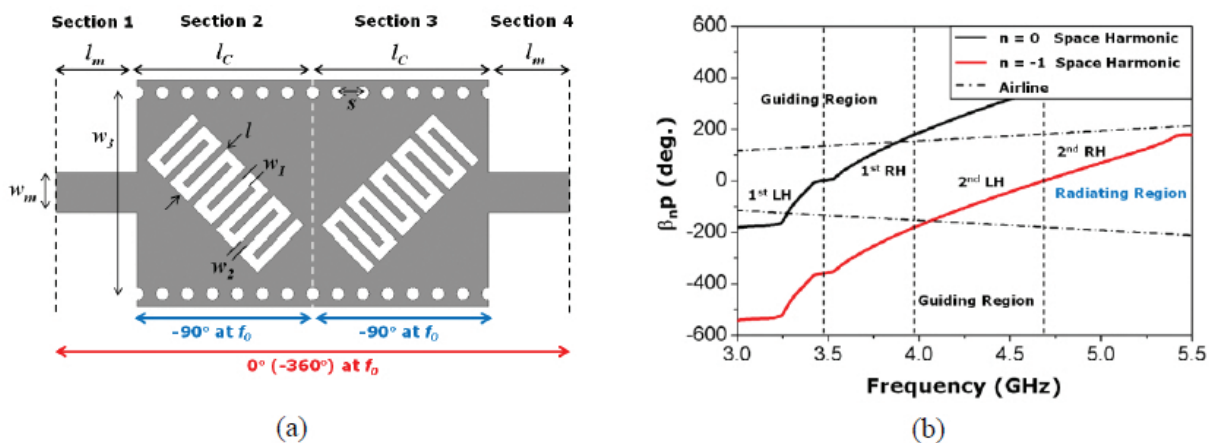 Section 1 Section 2 Section 3 Section 4
l_m l_C l_C l_m
s
w_3
l
w_1
w_m
w_2
-90° at f_0 -90° at f_0
0° (-360°) at f_0
(a)
β_n p (deg.)
600
400
200
0
-200
-400
-600
n = 0 Space Harmonic
n = -1 Space Harmonic
Airline
Guiding Region
1st LH
1st RH
2nd LH
2nd RH
Radiating Region
Guiding Region
3.0 3.5 4.0 4.5 5.0 5.5
Frequency (GHz)
(b)